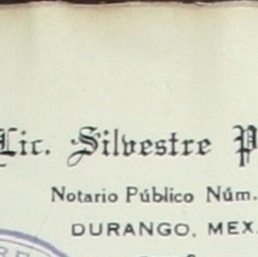 Lic. Silvestre P
Notario Público Núm.
DURANGO, MEX.